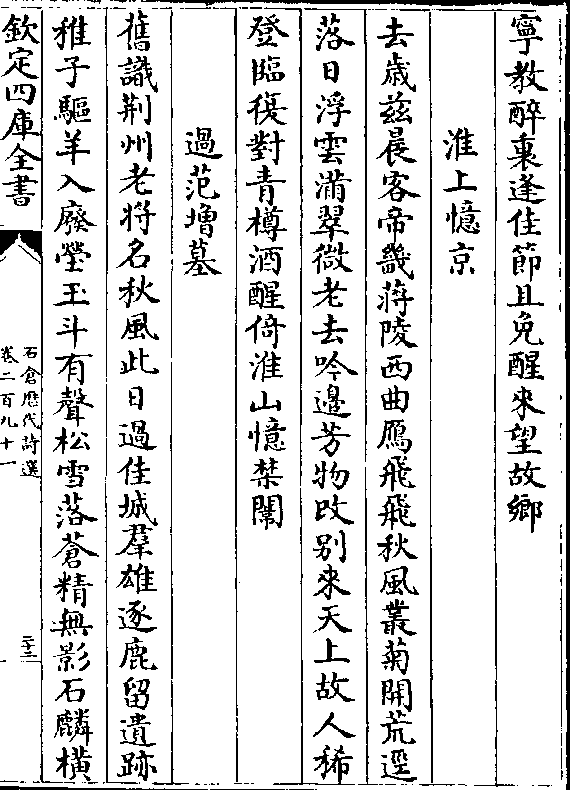 寧教醉裏逢佳節且免醒來望故鄉
淮上憶京
去歲茲晨客帝畿蔣陵西曲鴈飛飛秋風叢菊開荒逕
落日浮雲滿翠微老去吟邊芳物改别來天上故人稀
登臨復對青樽酒醒倚淮山憶禁闈
過范增墓
舊識荆州老將名秋風此日過佳城羣雄逐鹿留遺跡
稚子驅羊入廢塋玉斗有聲松雪落蒼精無影石麟橫
欽定四庫全書
石倉歷代詩選
卷二百九十一
二十三